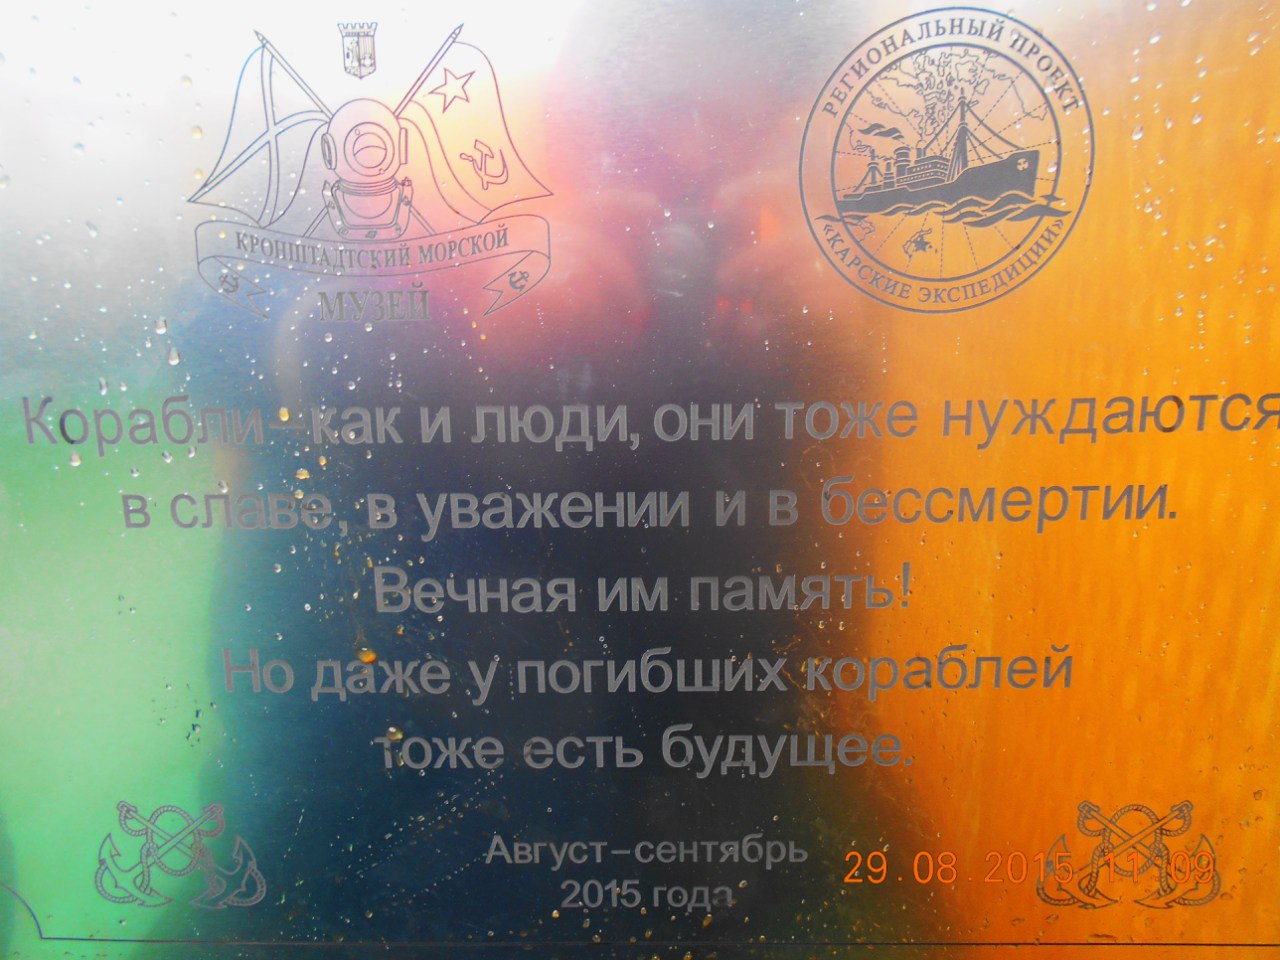 КРОНШТАДТСКИЙ МОРСКОЙ
МУЗЕЙ
РЕГИОНАЛЬНЫЙ ПРОЕКТ
«КАРСКИЕ ЭКСПЕДИЦИИ»
Корабли – как и люди, они тоже нуждаются
в славе, в уважении и в бессмертии.
Вечная им память!
Но даже у погибших кораблей
тоже есть будущее.
Август – сентябрь
2015 года
29.08.2015 11:09